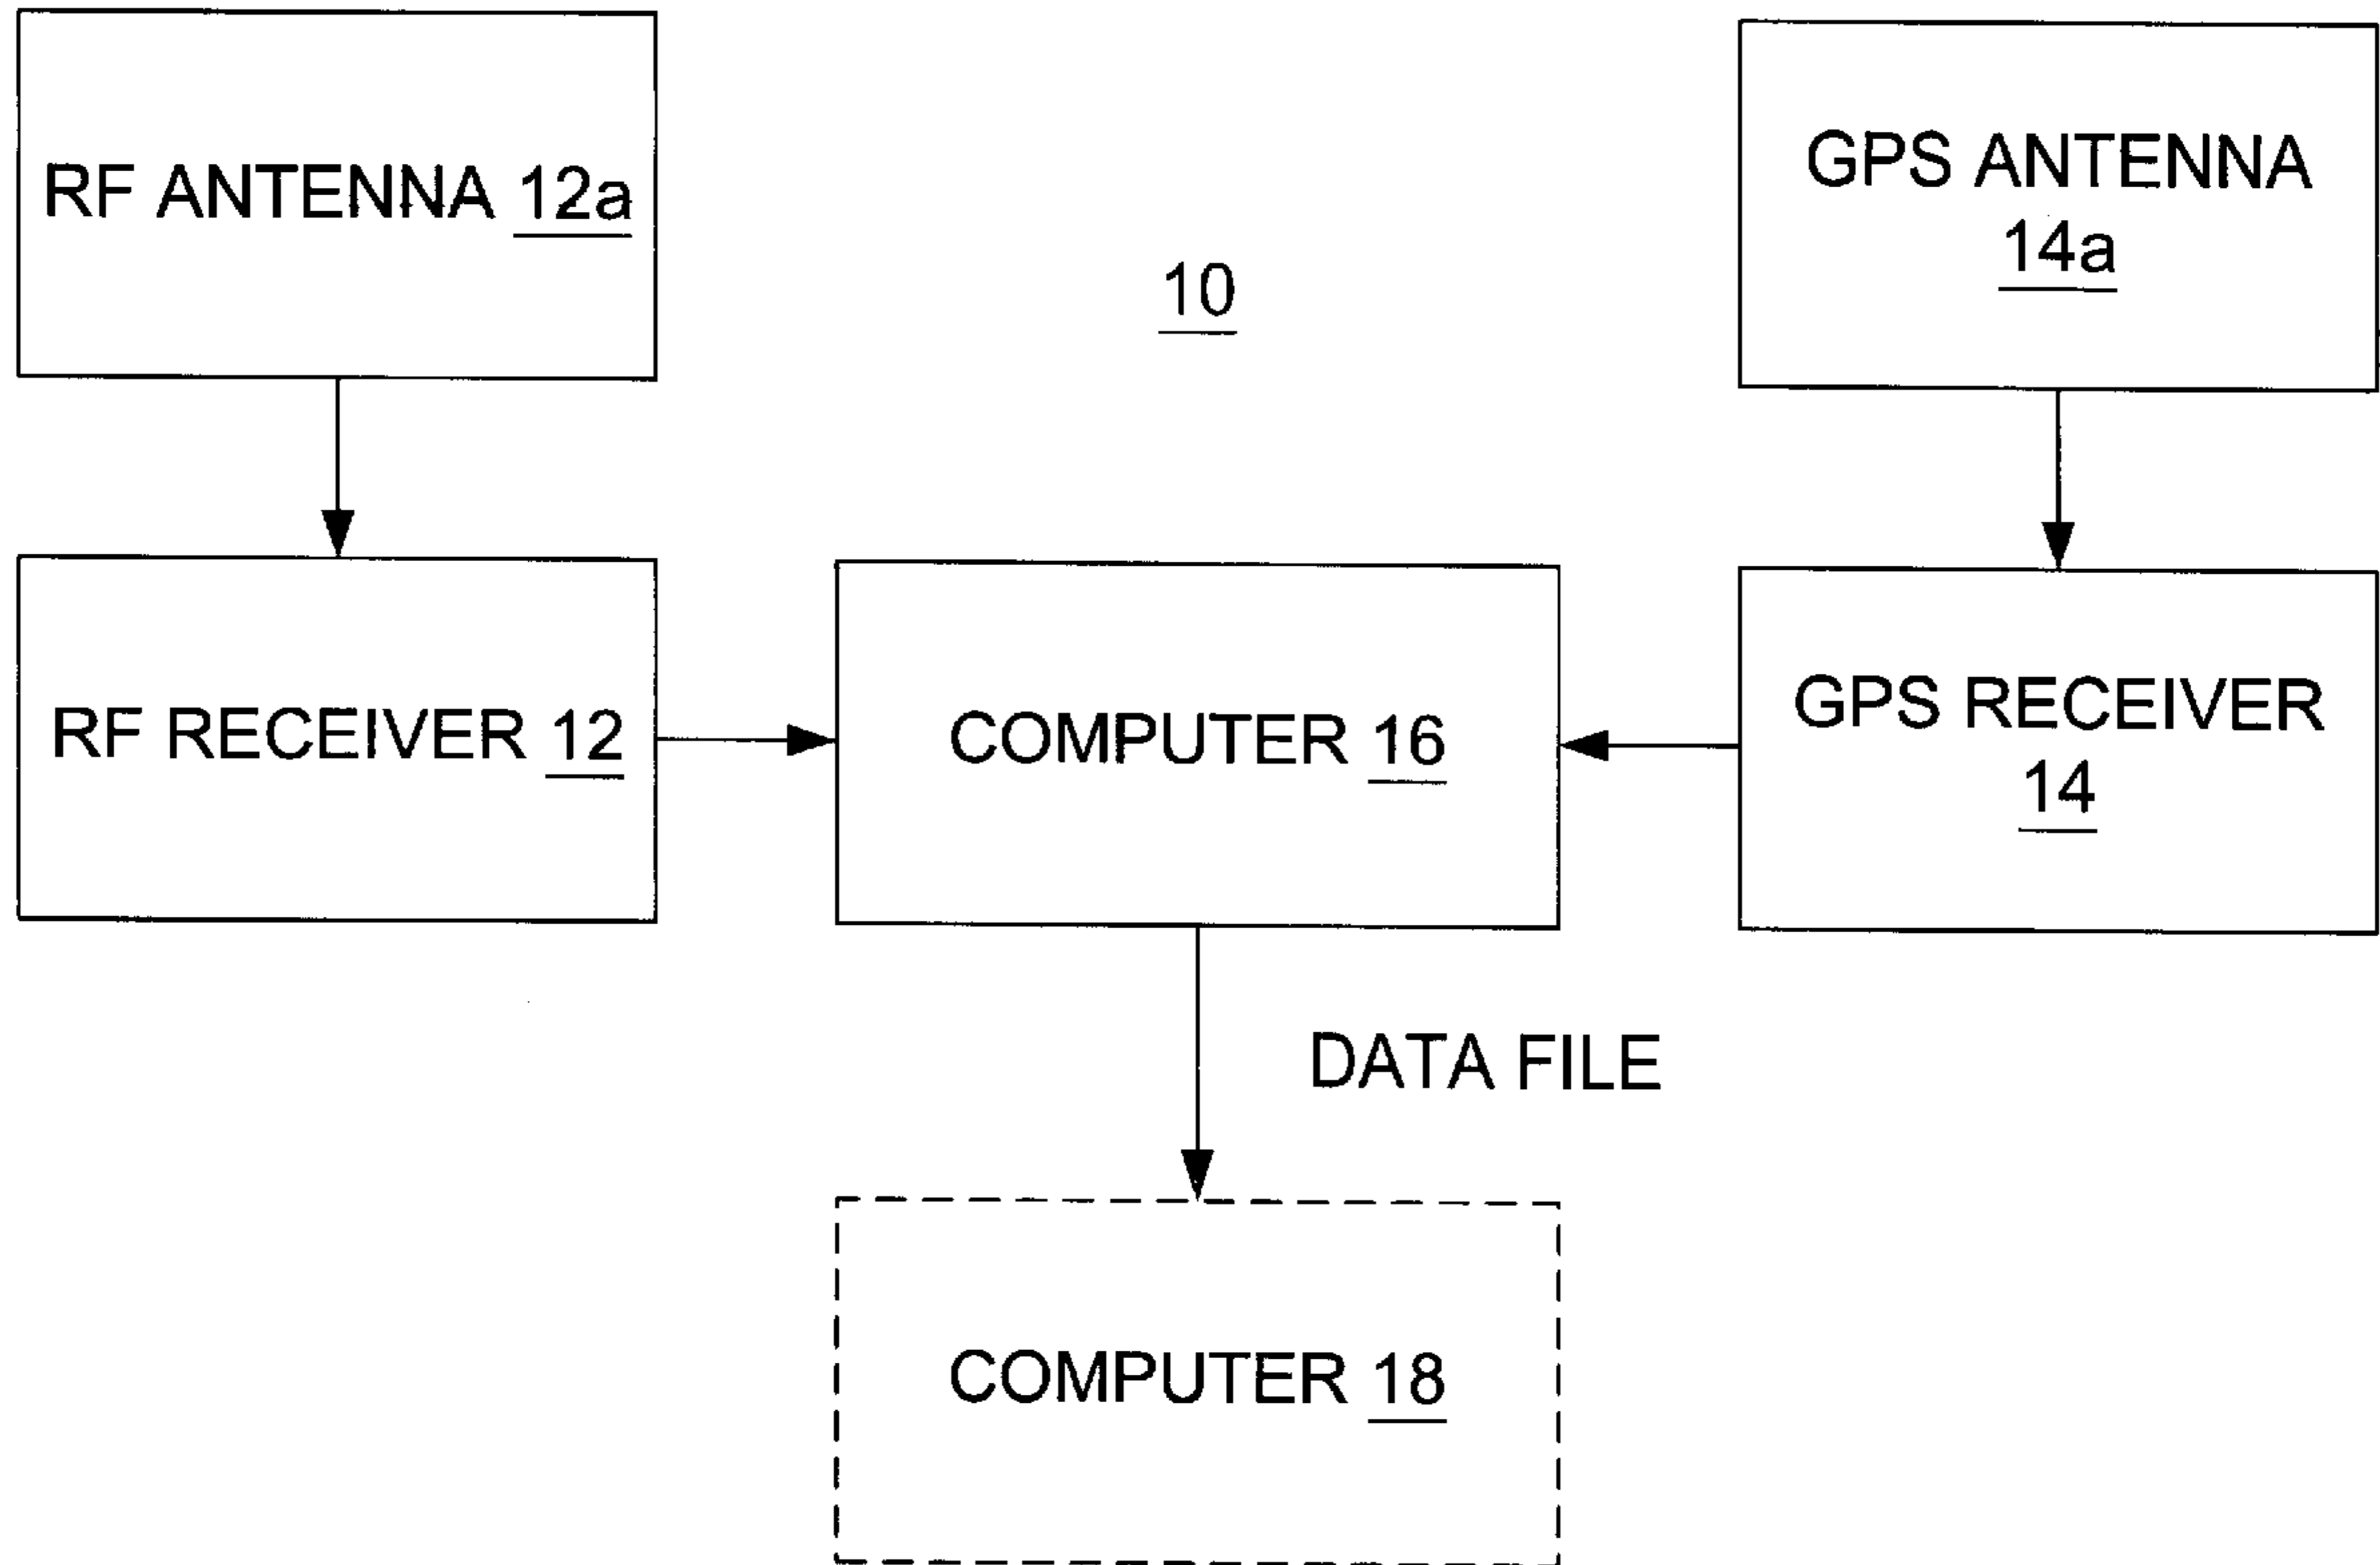 RF ANTENNA 12a
GPS ANTENNA
14a
10
RF RECEIVER 12
COMPUTER 16
GPS RECEIVER
14
DATA FILE
COMPUTER 18